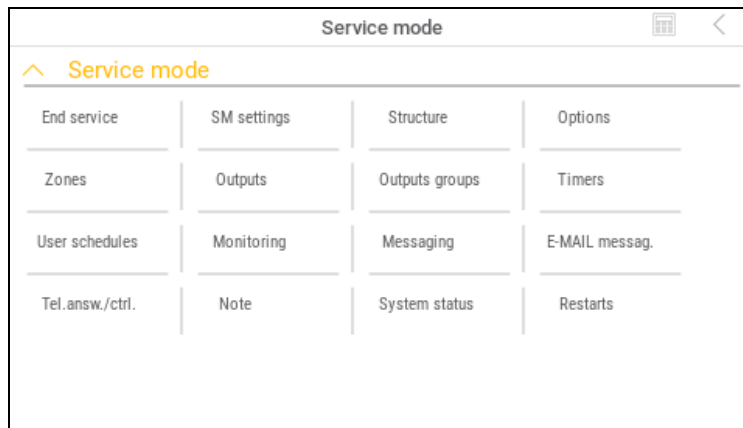 Service mode
Service mode
End service SM settings Structure Options
Zones Outputs Outputs groups Timers
User schedules Monitoring Messaging E-MAIL messag.
Tel.answ./ctrl. Note System status Restarts